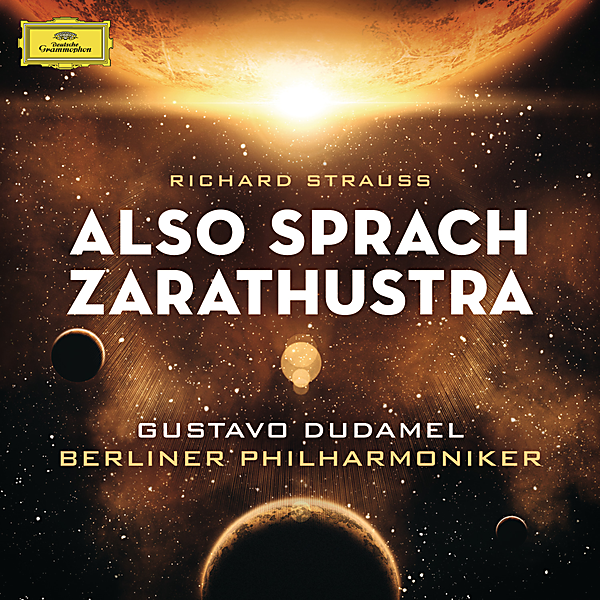 Deutsche
Grammophon
RICHARD STRAUSS
ALSO SPRACH
ZARATHUSTRA
GUSTAVO DUDAMEL
BERLINER PHILHARMONIKER